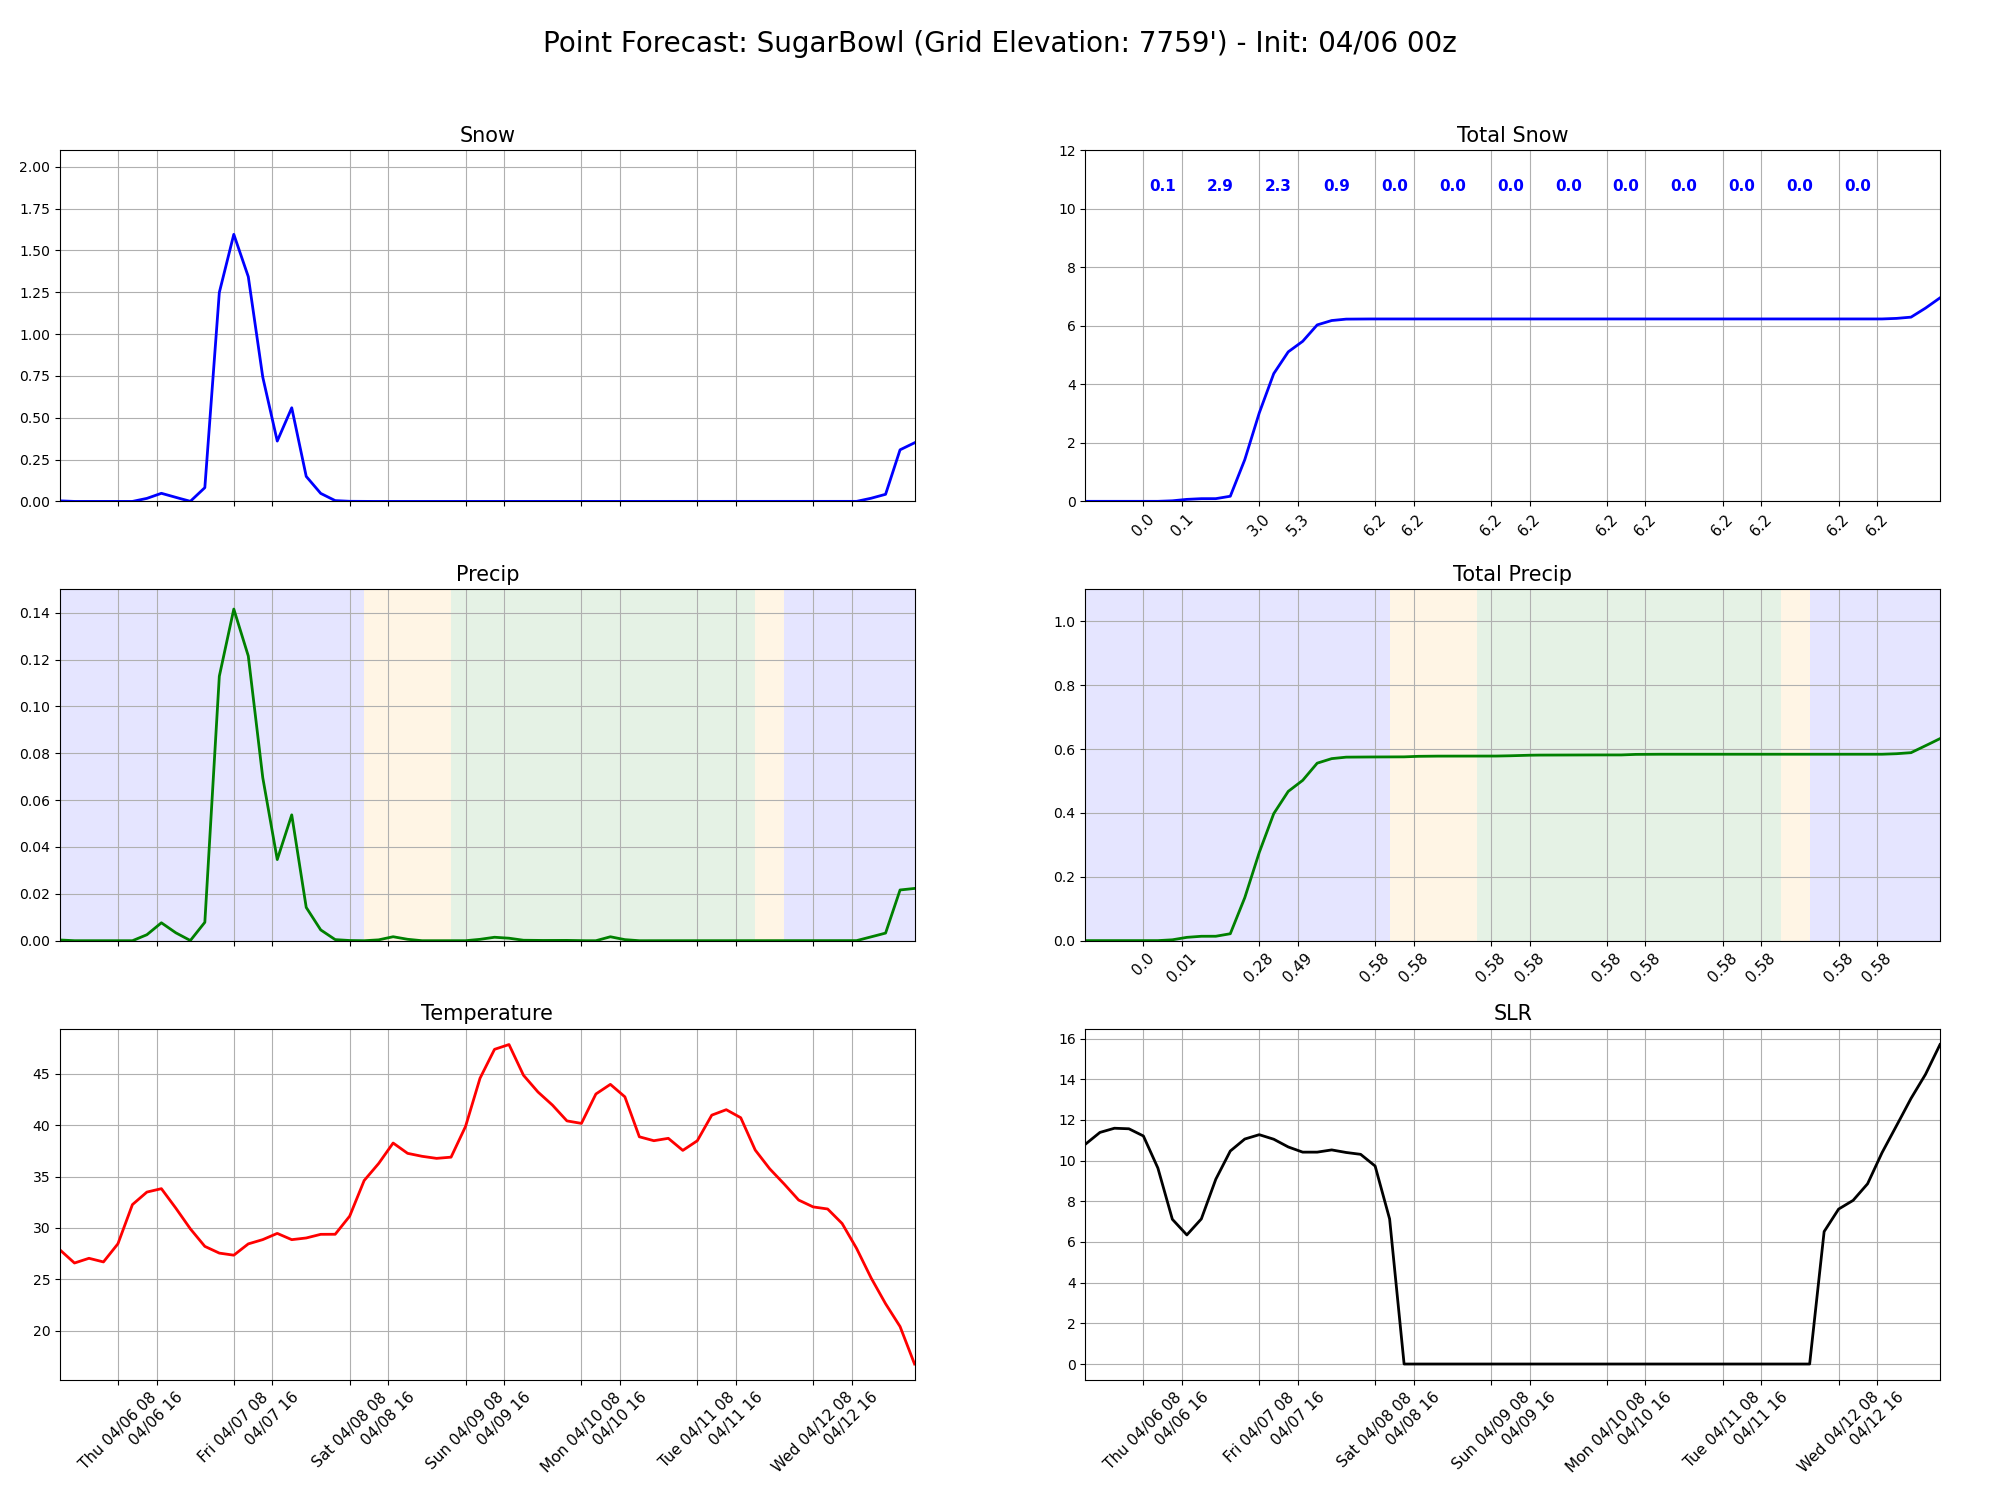 Point Forecast: SugarBowl (Grid Elevation: 7759') - Init: 04/06 00z
Snow
2.00
1.75
1.50
1.25
1.00
0.75
0.50
0.25
0.00
Total Snow
12
10
8
6
4
2
0
0.1 2.9 2.3 0.9 0.0 0.0 0.0 0.0 0.0 0.0 0.0 0.0 0.0
0.0 0.1 3.0 5.3 6.2 6.2 6.2 6.2 6.2 6.2 6.2 6.2 6.2 6.2
Precip
0.14
0.12
0.10
0.08
0.06
0.04
0.02
0.00
Total Precip
1.0
0.8
0.6
0.4
0.2
0.0
0.0 0.01 0.28 0.49 0.58 0.58 0.58 0.58 0.58 0.58 0.58 0.58 0.58 0.58
Temperature
45
40
35
30
25
20
Thu 04/06 08
04/06 16
Fri 04/07 08
04/07 16
Sat 04/08 08
04/08 16
Sun 04/09 08
04/09 16
Mon 04/10 08
04/10 16
Tue 04/11 08
04/11 16
Wed 04/12 08
04/12 16
SLR
16
14
12
10
8
6
4
2
0
Thu 04/06 08
04/06 16
Fri 04/07 08
04/07 16
Sat 04/08 08
04/08 16
Sun 04/09 08
04/09 16
Mon 04/10 08
04/10 16
Tue 04/11 08
04/11 16
Wed 04/12 08
04/12 16